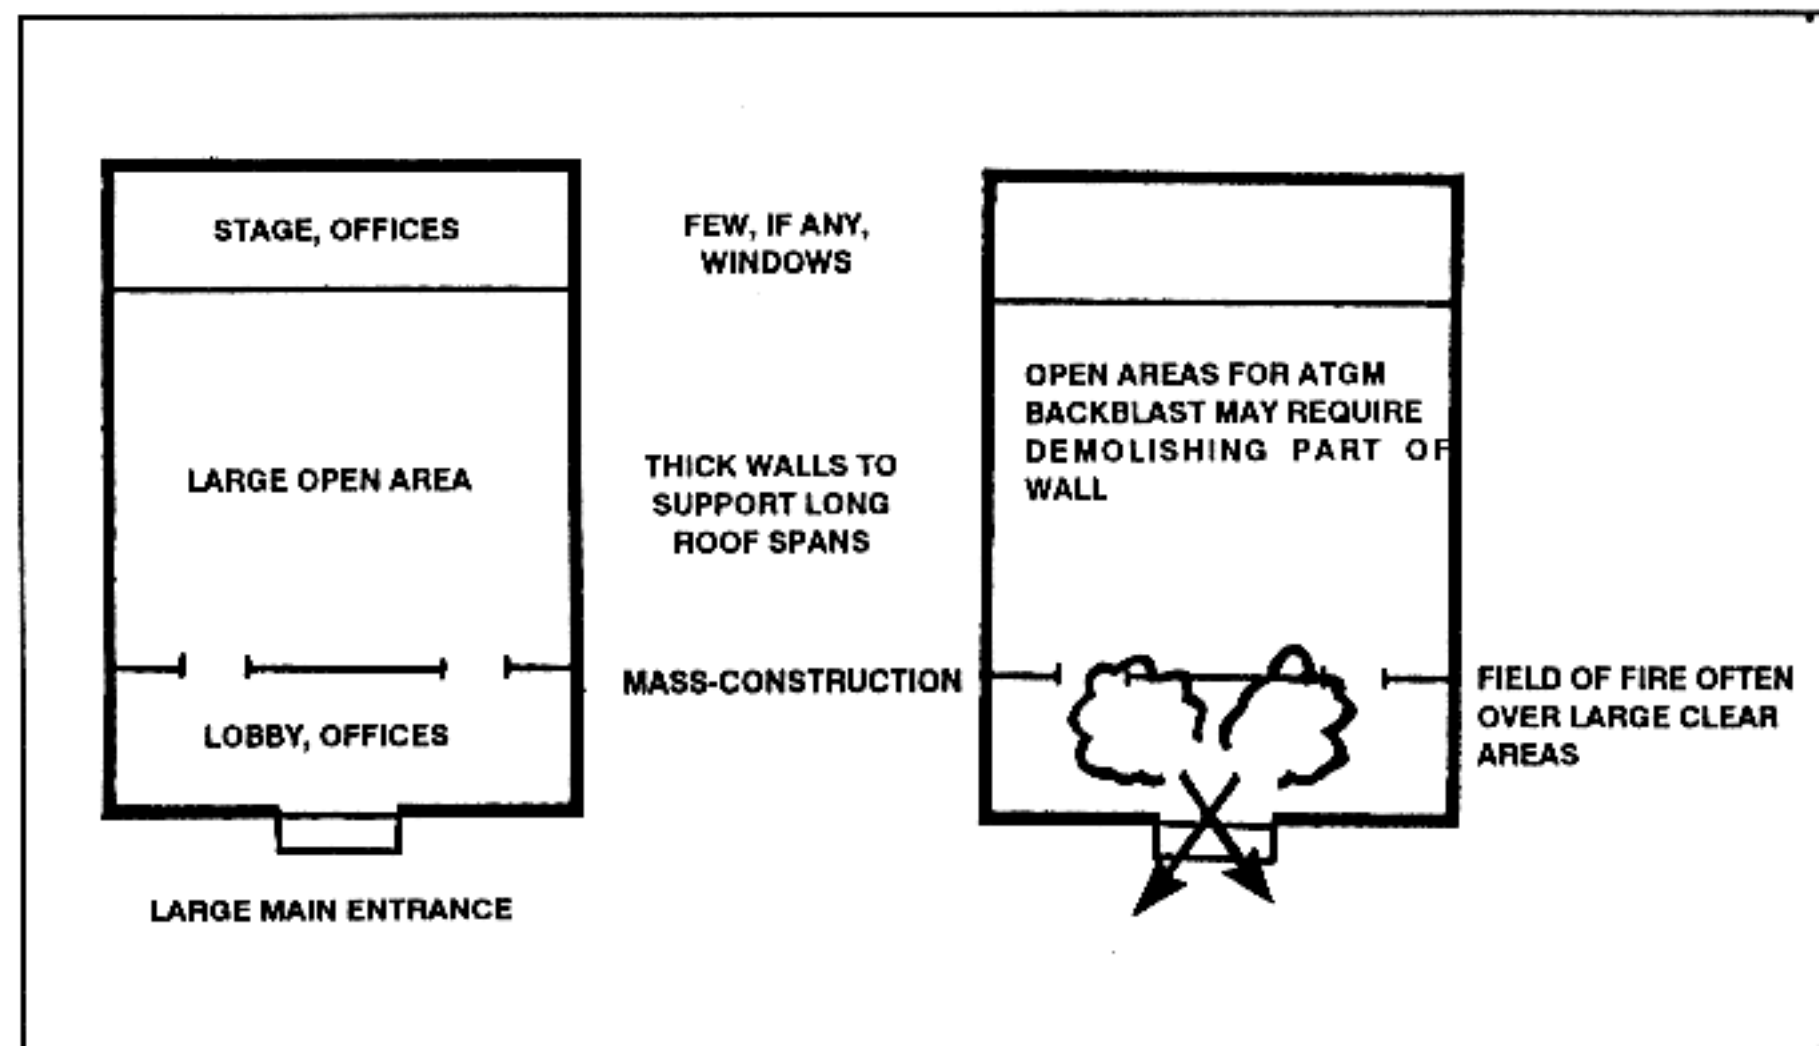 STAGE, OFFICES
LARGE OPEN AREA
LOBBY, OFFICES
LARGE MAIN ENTRANCE
FEW, IF ANY,
WINDOWS
THICK WALLS TO
SUPPORT LONG
ROOF SPANS
MASS-CONSTRUCTION
OPEN AREAS FOR ATGM
BACKBLAST MAY REQUIRE
DEMOLISHING PART OF
WALL
FIELD OF FIRE OFTEN
OVER LARGE CLEAR
AREAS